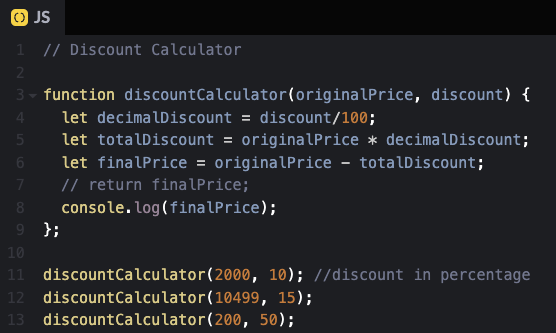 () JS
1 // Discount Calculator
2
3 function discountCalculator(originalPrice, discount) {
4 let decimalDiscount = discount/100;
5 let totalDiscount = originalPrice * decimalDiscount;
6 let finalPrice = originalPrice - totalDiscount;
7 // return finalPrice;
8 console.log(finalPrice);
9 };
10
11 discountCalculator(2000, 10); //discount in percentage
12 discountCalculator(10499, 15);
13 discountCalculator(200, 50);